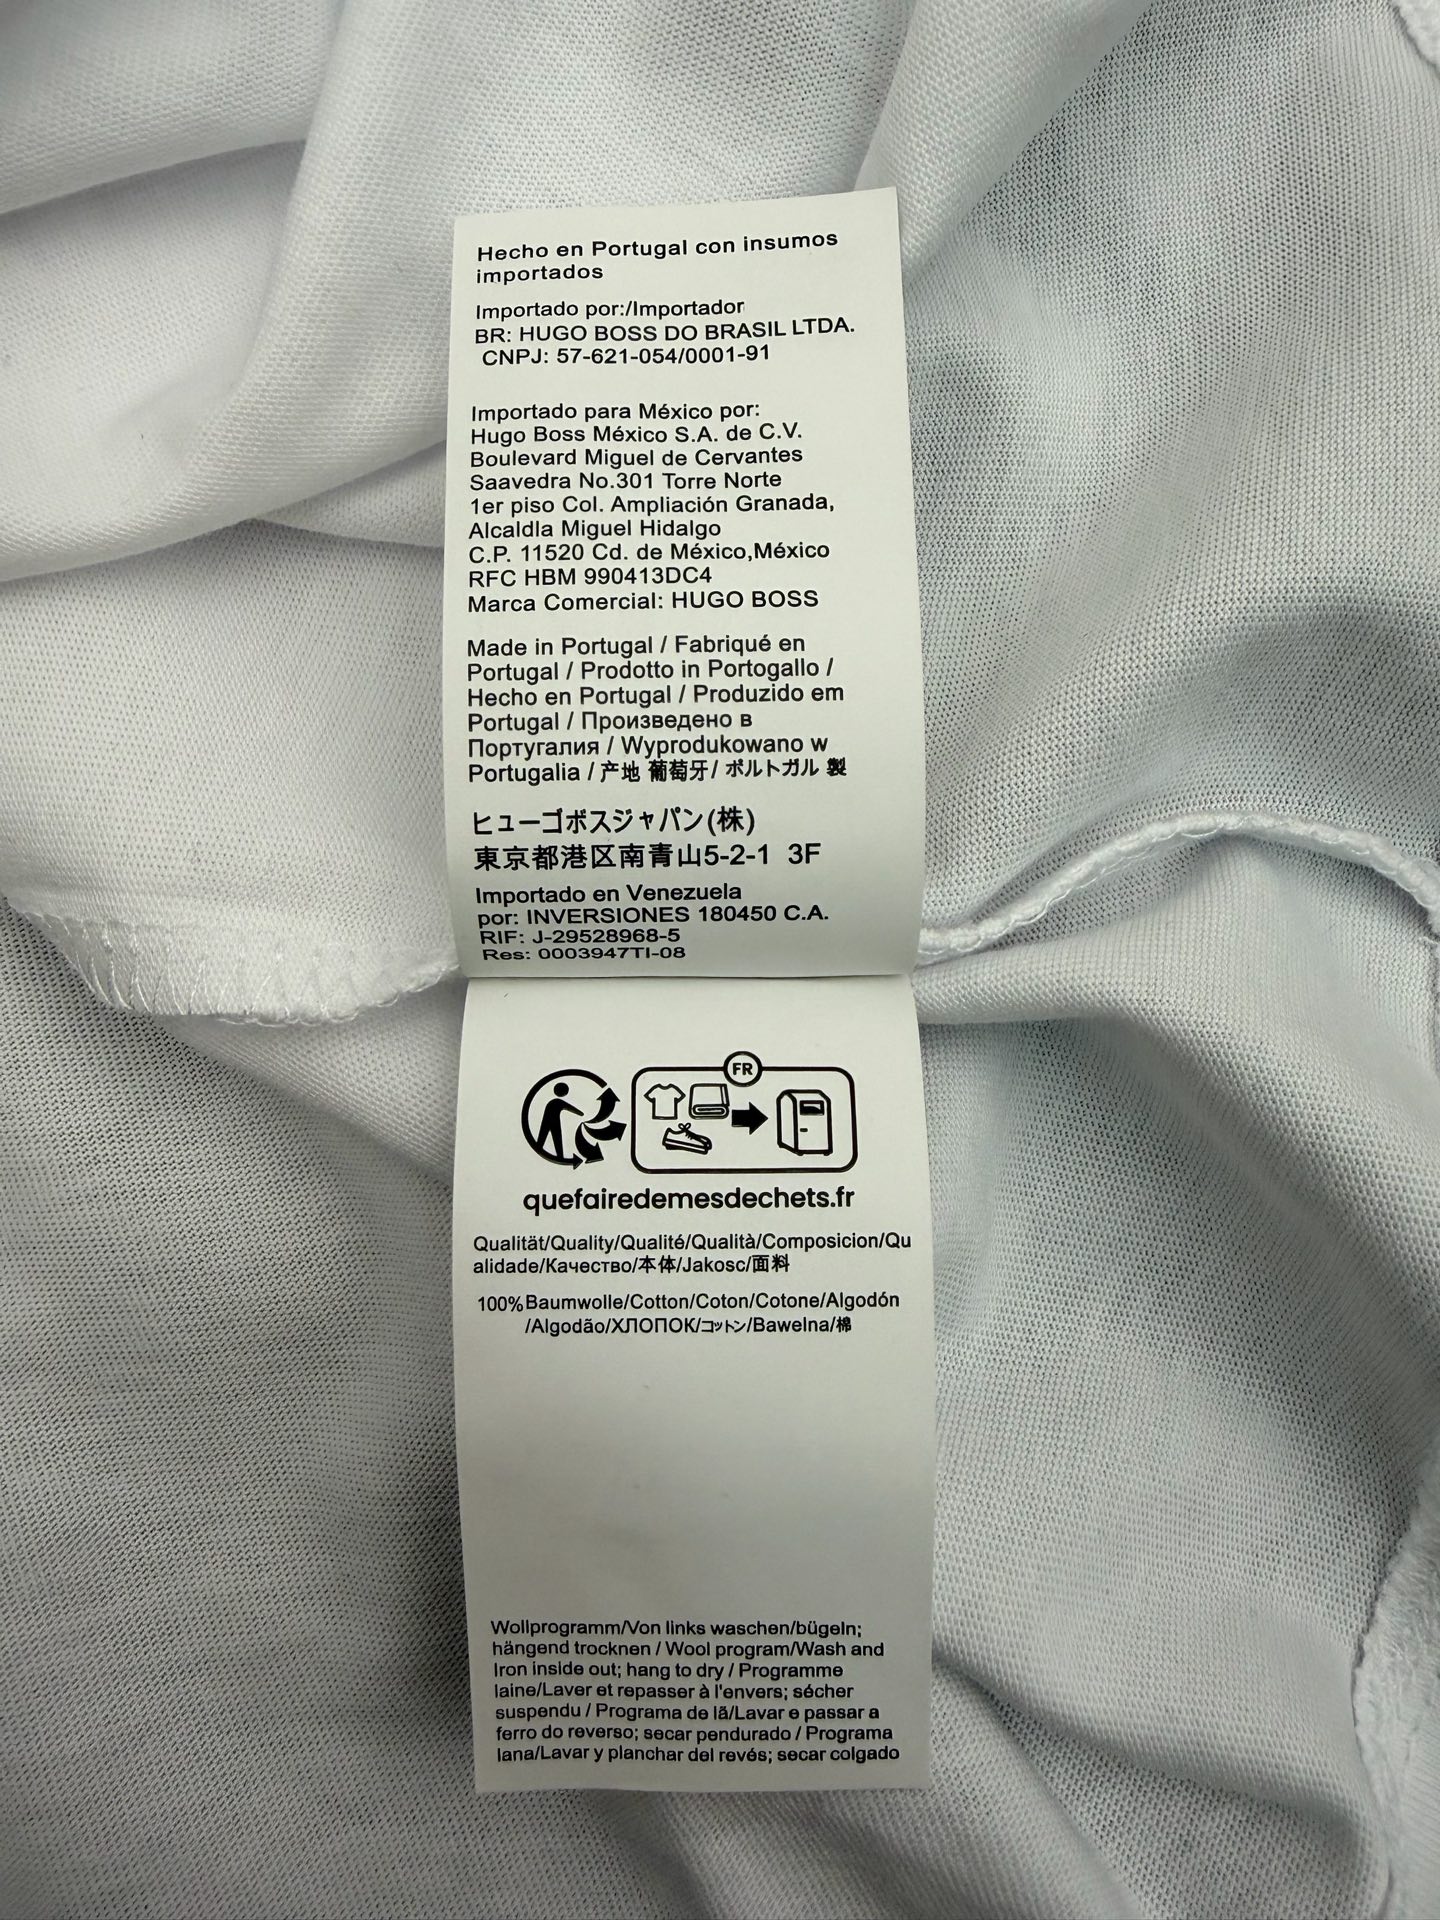 Hecho en Portugal con insumos
importados
Importado por:/Importador
BR: HUGO BOSS DO BRASIL LTDA.
CNPJ: 57-621-054/0001-91
Importado para México por:
Hugo Boss México S.A. de C.V.
Boulevard Miguel de Cervantes
Saavedra No.301 Torre Norte
1er piso Col. Ampliación Granada,
Alcaldla Miguel Hidalgo
C.P. 11520 Cd. de México,México
RFC HBM 990413DC4
Marca Comercial: HUGO BOSS
Made in Portugal / Fabriqué en
Portugal / Prodotto in Portogallo /
Hecho en Portugal / Produzido em
Portugal / Произведено в
Португалия / Wyprodukowano w
Portugalia / 产地 葡萄牙/ ポルトガル 製
ヒューゴボスジャパン(株)
東京都港区南青山5-2-1 3F
Importado en Venezuela
por: INVERSIONES 180450 C.A.
RIF: J-29528968-5
Res: 0003947TI-08
FR
quefairedemesdechets.fr
Qualität/Quality/Qualité/Qualità/Composicion/Qu
alidade/Качество/本体/Jakosc/面料
100% Baumwolle/Cotton/Coton/Cotone/Algodón
/Algodão/ХЛОПОК/コットン/Bawelna/棉
Wollprogramm/Von links waschen/bügeln;
hängend trocknen / Wool program/Wash and
Iron inside out; hang to dry / Programme
laine/Laver et repasser à l'envers; sécher
suspendu / Programa de lã/Lavar e passar a
ferro do reverso; secar pendurado / Programa
lana/Lavar y planchar del revés; secar colgado